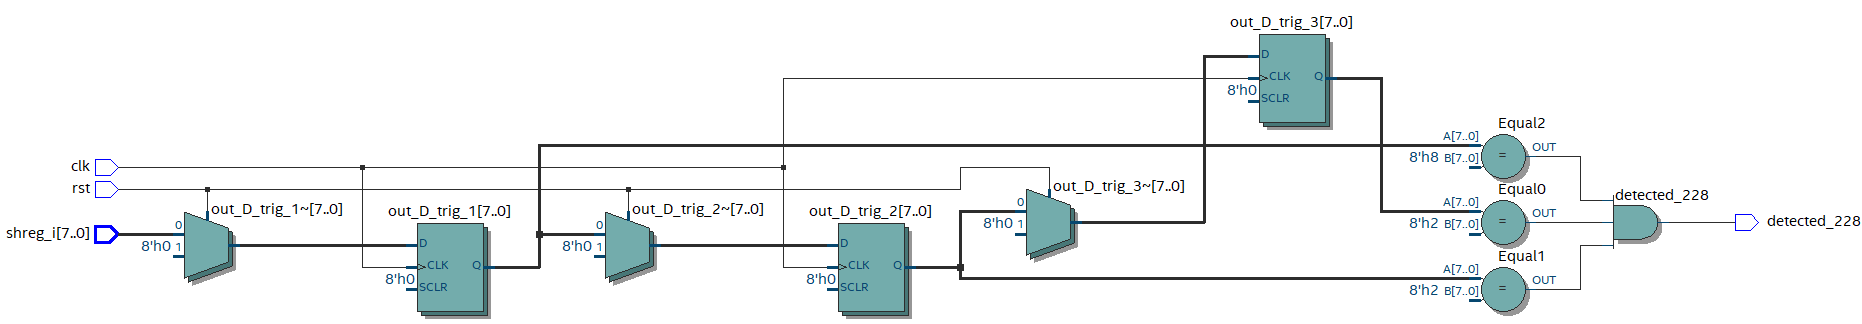 out_D_trig_3[7..0]
D
CLK
Q
8'h0
SCLR
Equal2
A[7..0]
OUT
8'h8
B[7..0]
=
clk
rst
out_D_trig_1~[7..0]
0
shreg_i[7..0]
8'h0
1
out_D_trig_1[7..0]
D
CLK
Q
8'h0
SCLR
out_D_trig_2~[7..0]
0
8'h0
1
out_D_trig_2[7..0]
D
CLK
Q
8'h0
SCLR
out_D_trig_3~[7..0]
0
8'h0
1
Equal0
A[7..0]
OUT
8'h2
B[7..0]
=
detected_228
detected_228
Equal1
A[7..0]
OUT
8'h2
B[7..0]
=